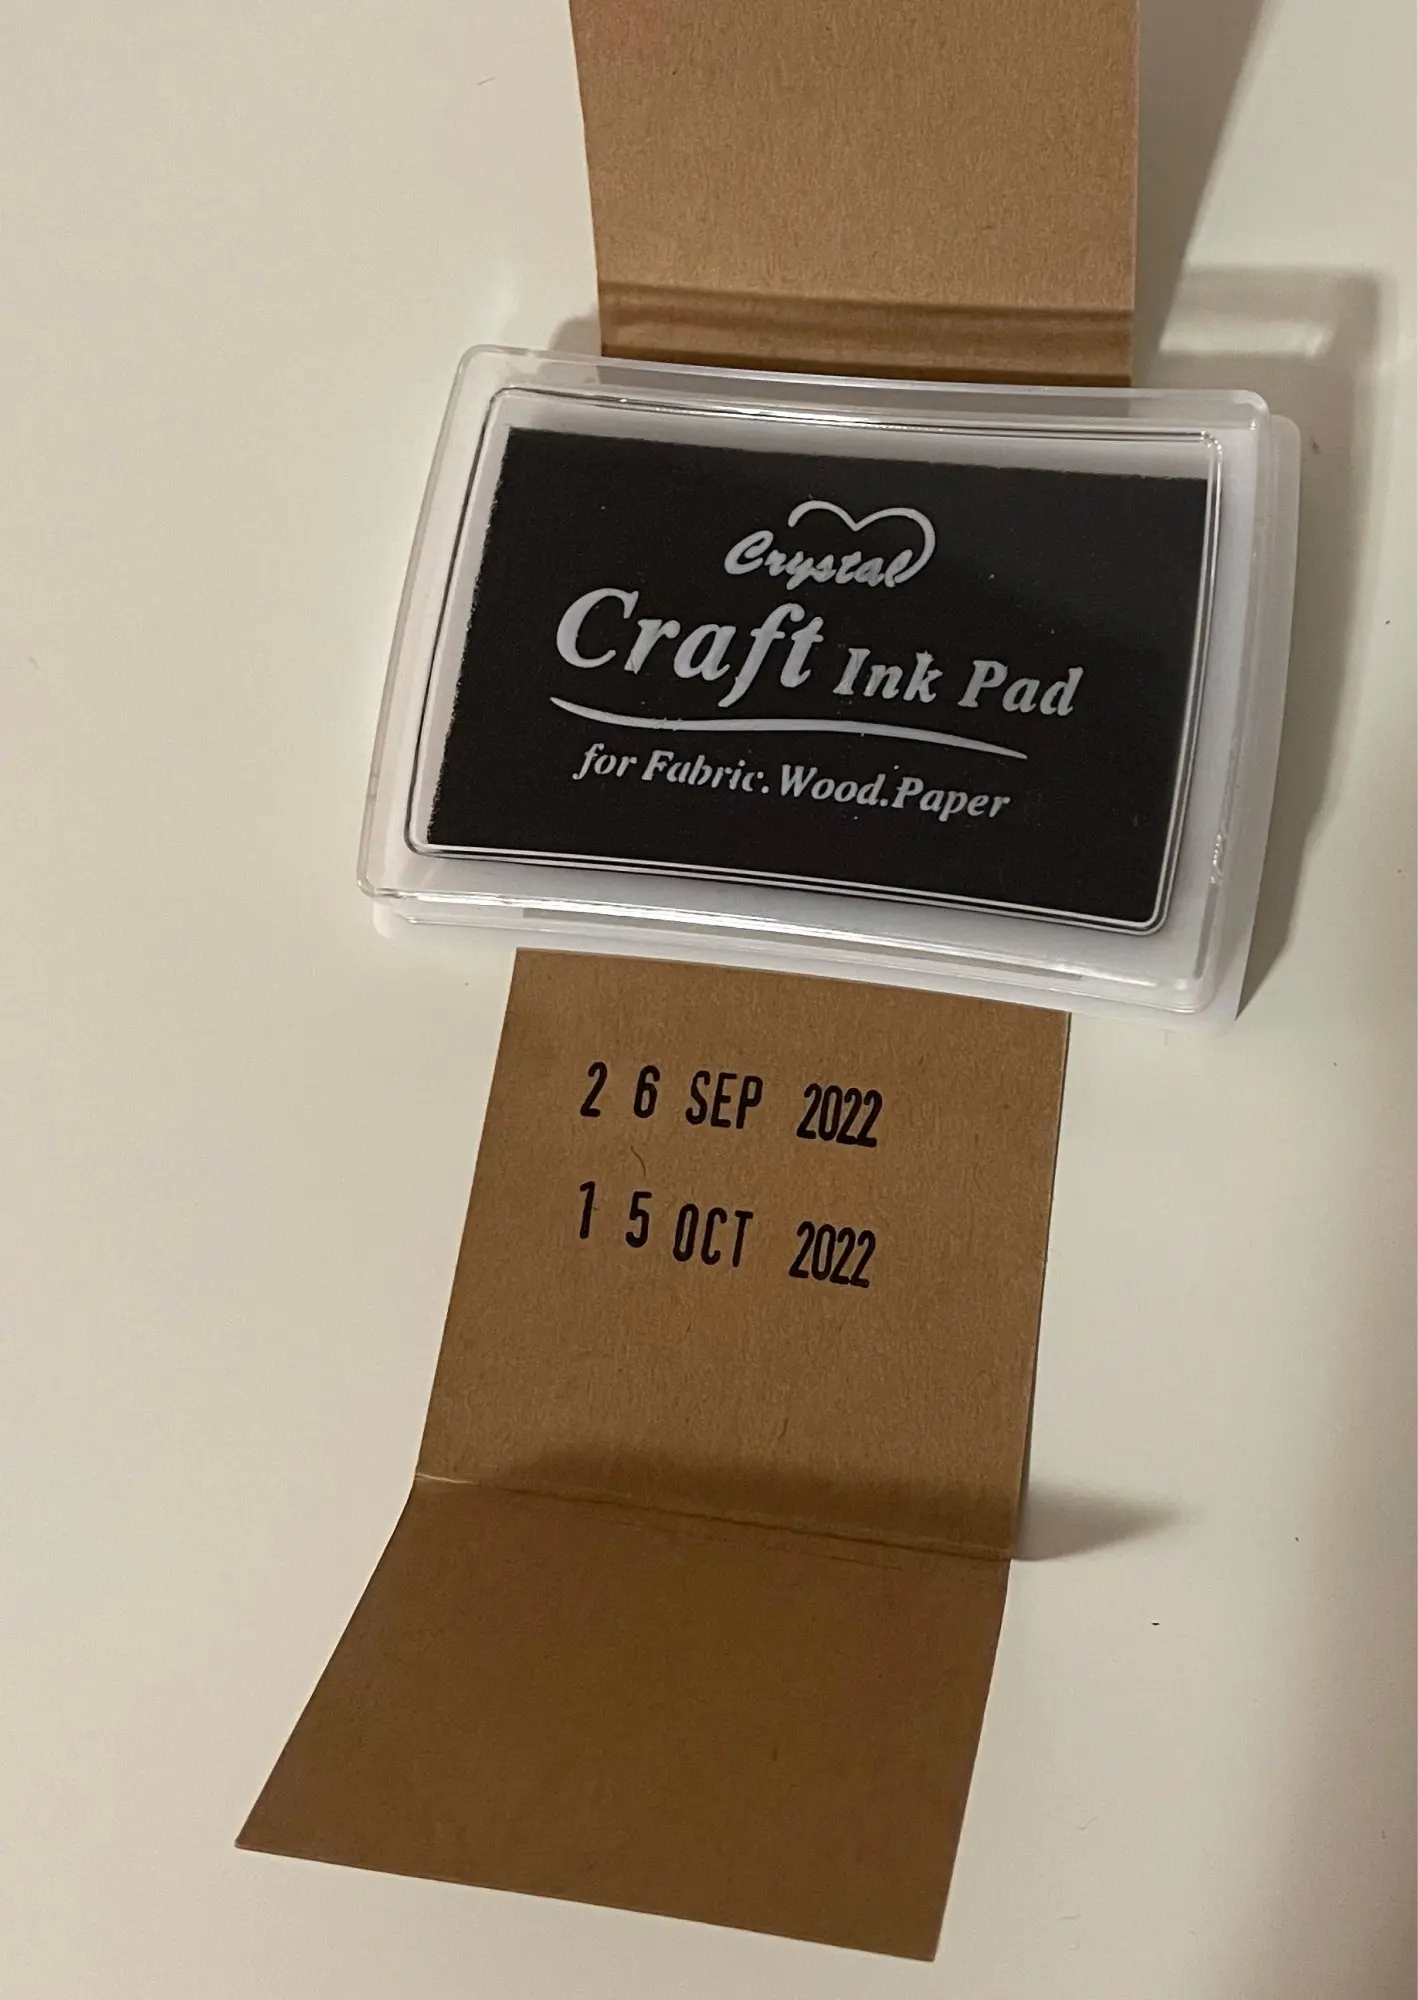 Crystal
Craft Ink Pad
for Fabric.Wood.Paper
2 6 SEP 2022
1 5 OCT 2022